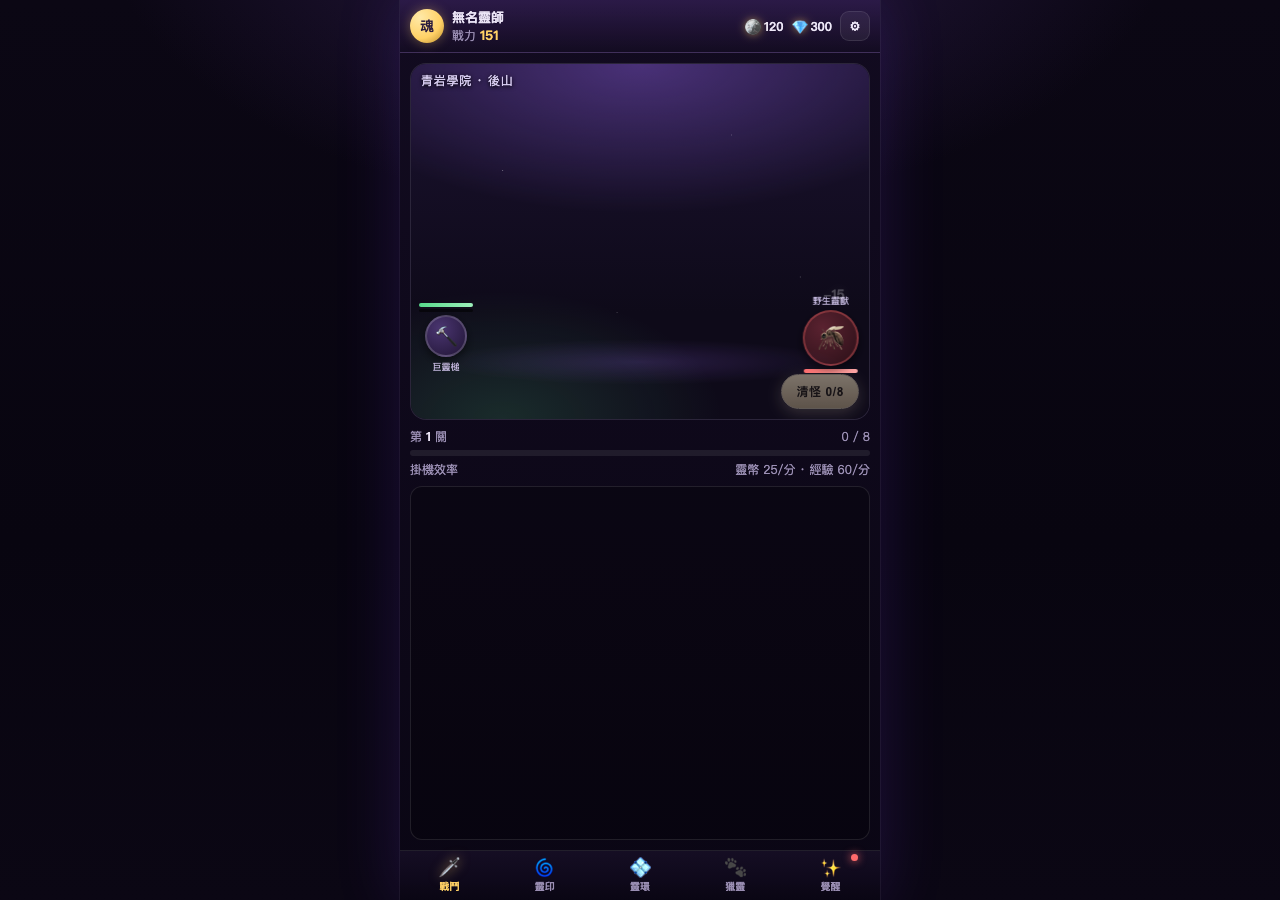 魂
無名靈師
戰力 151
120
300
青岩學院 · 後山
-15
野生靈獸
巨靈槌
清怪 0/8
第 1 關
0 / 8
掛機效率
靈幣 25/分 · 經驗 60/分
戰鬥
靈印
靈環
獵靈
覺醒